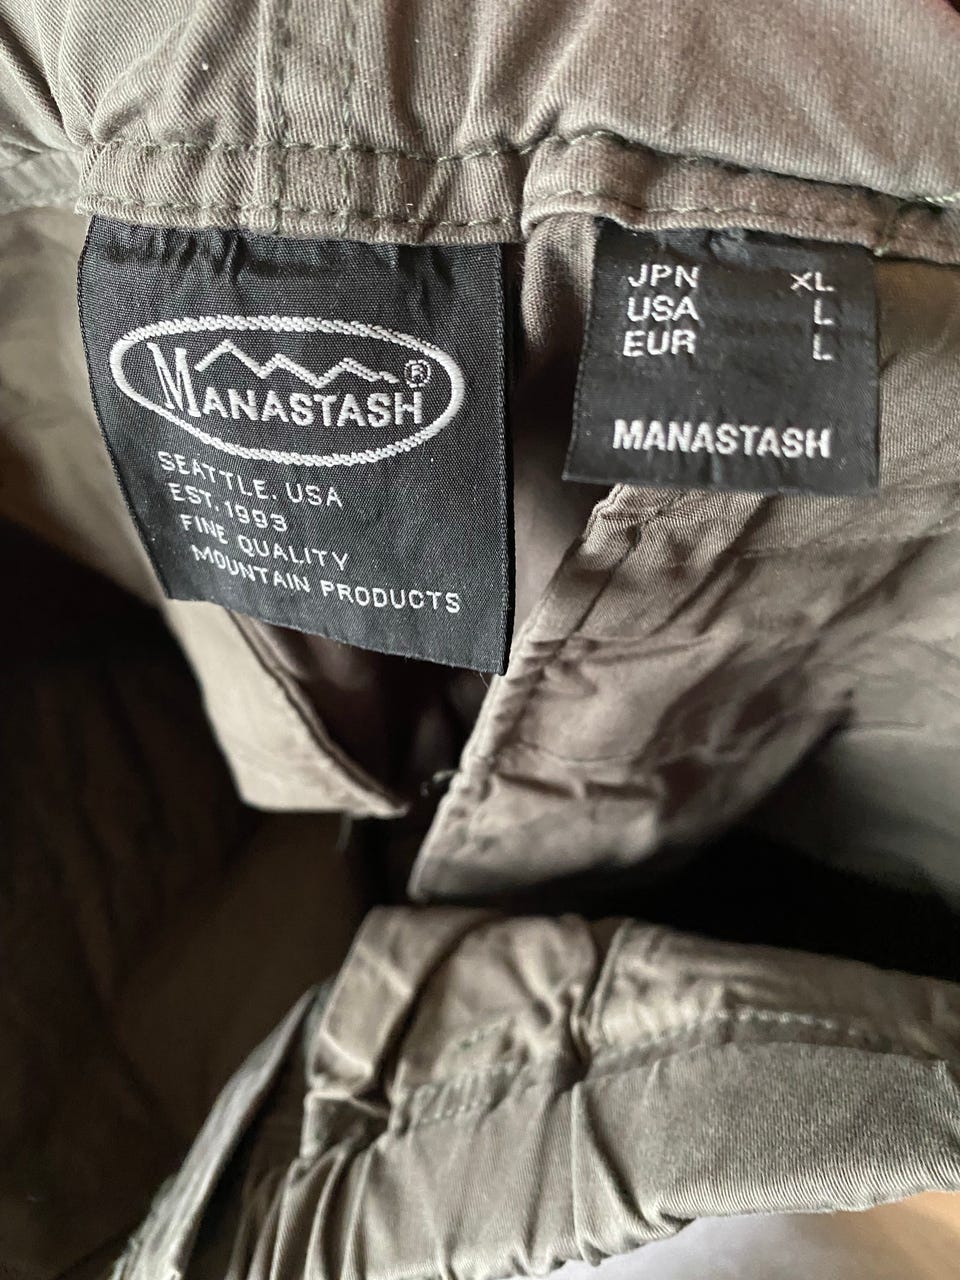 MANASTASH®
SEATTLE. USA
EST. 1993
FINE QUALITY
MOUNTAIN PRODUCTS
JPN XL
USA L
EUR L
MANASTASH